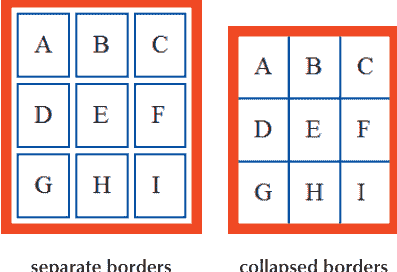 A B C
D E F
G H I
separate borders
A B C
D E F
G H I
collapsed borders